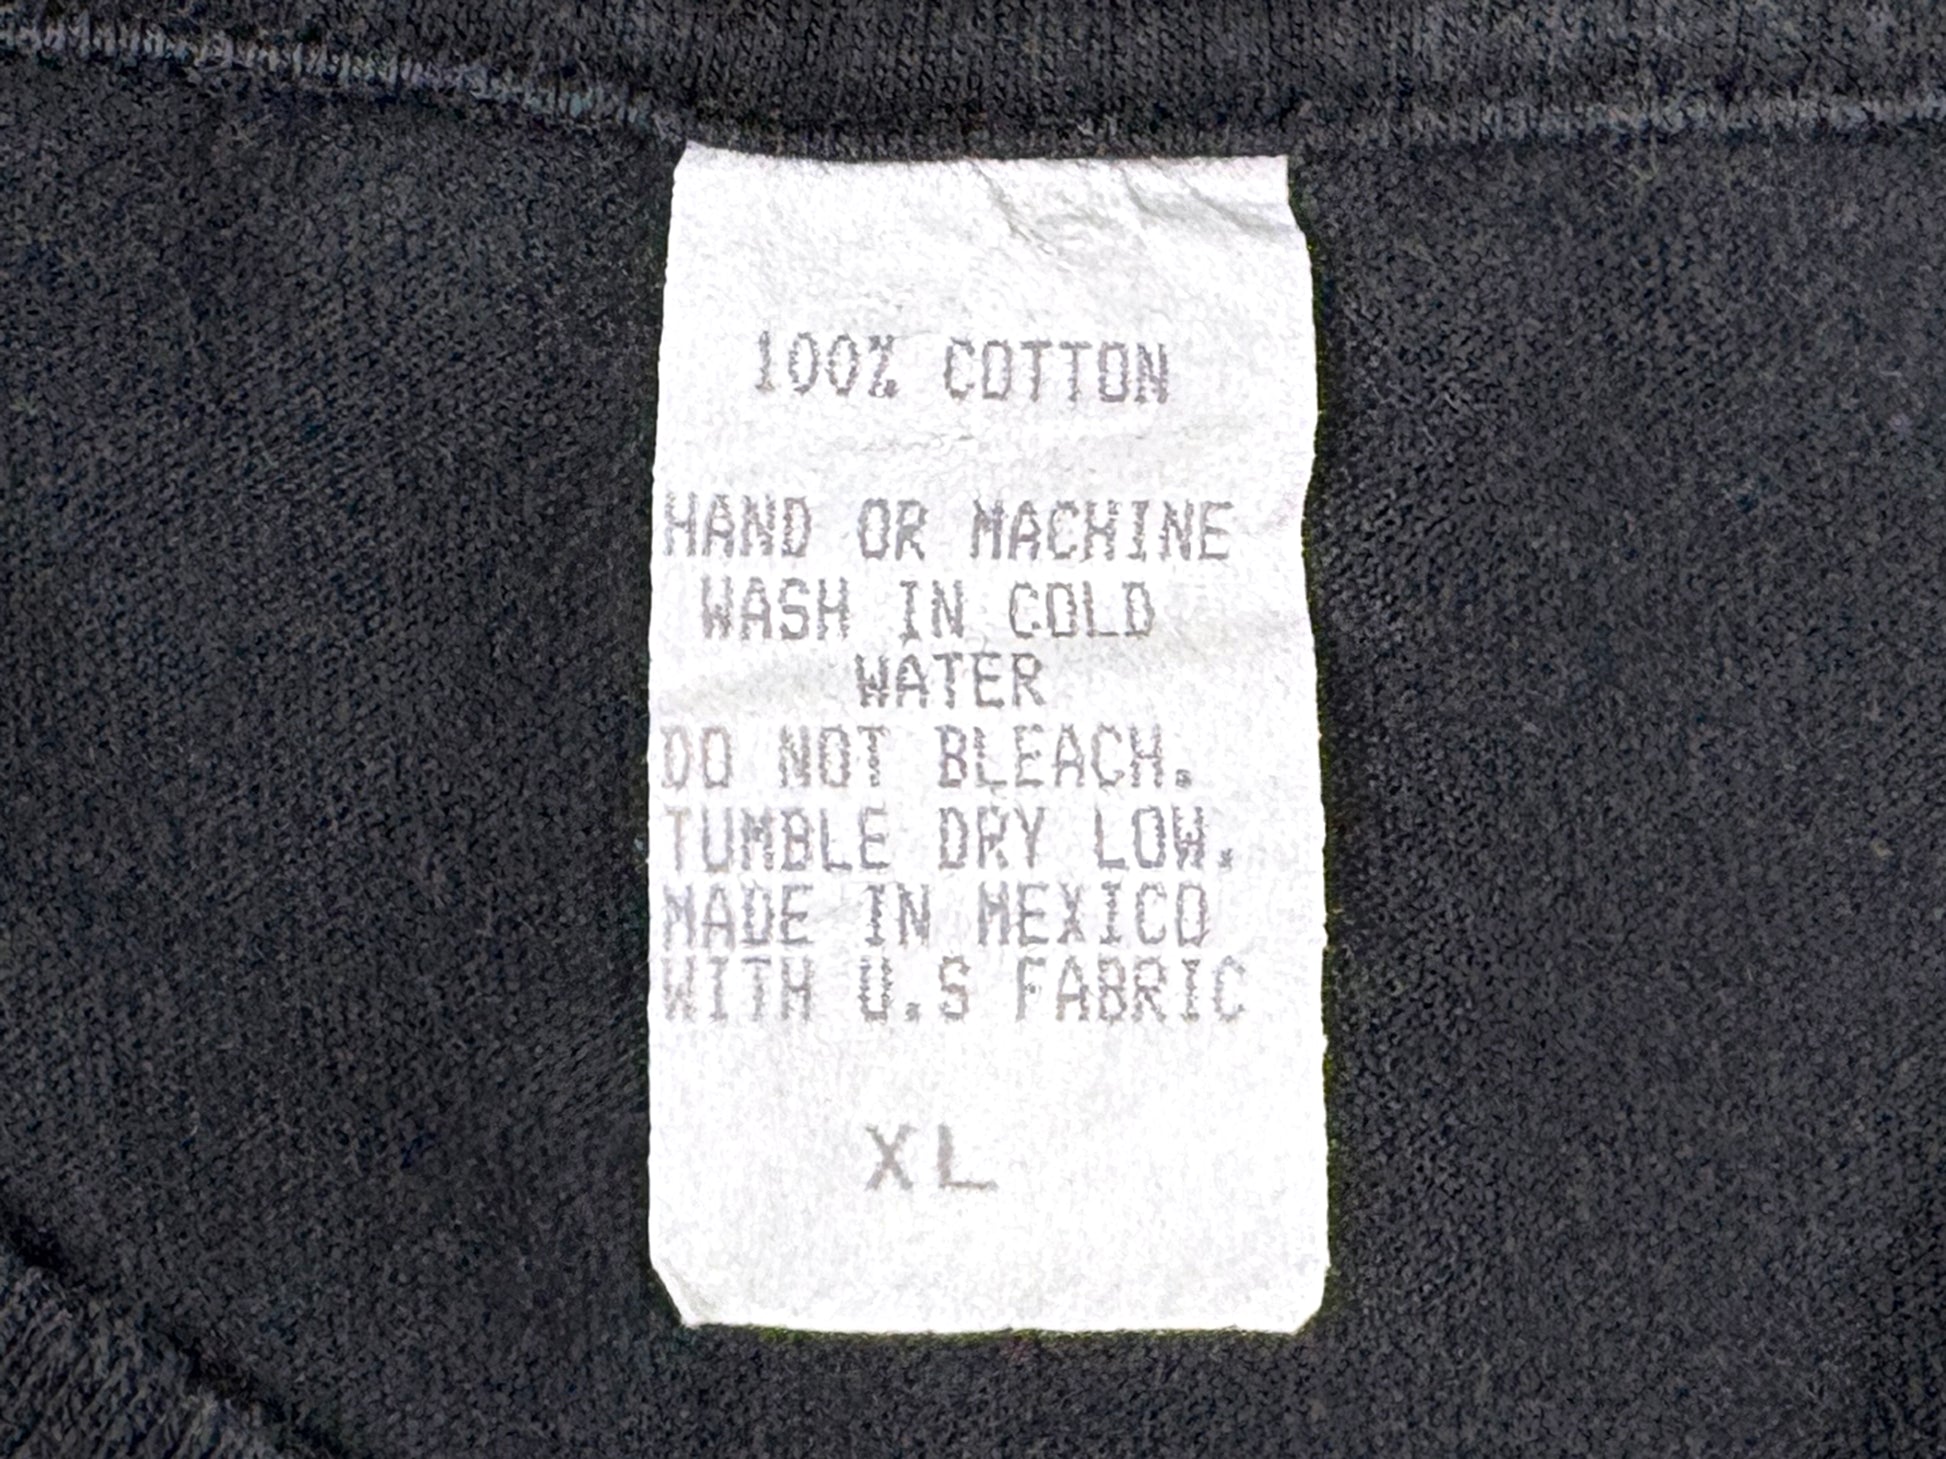 100% COTTON
HAND OR MACHINE
WASH IN COLD
WATER
DO NOT BLEACH.
TUMBLE DRY LOW.
MADE IN MEXICO
WITH U.S FABRIC
XL